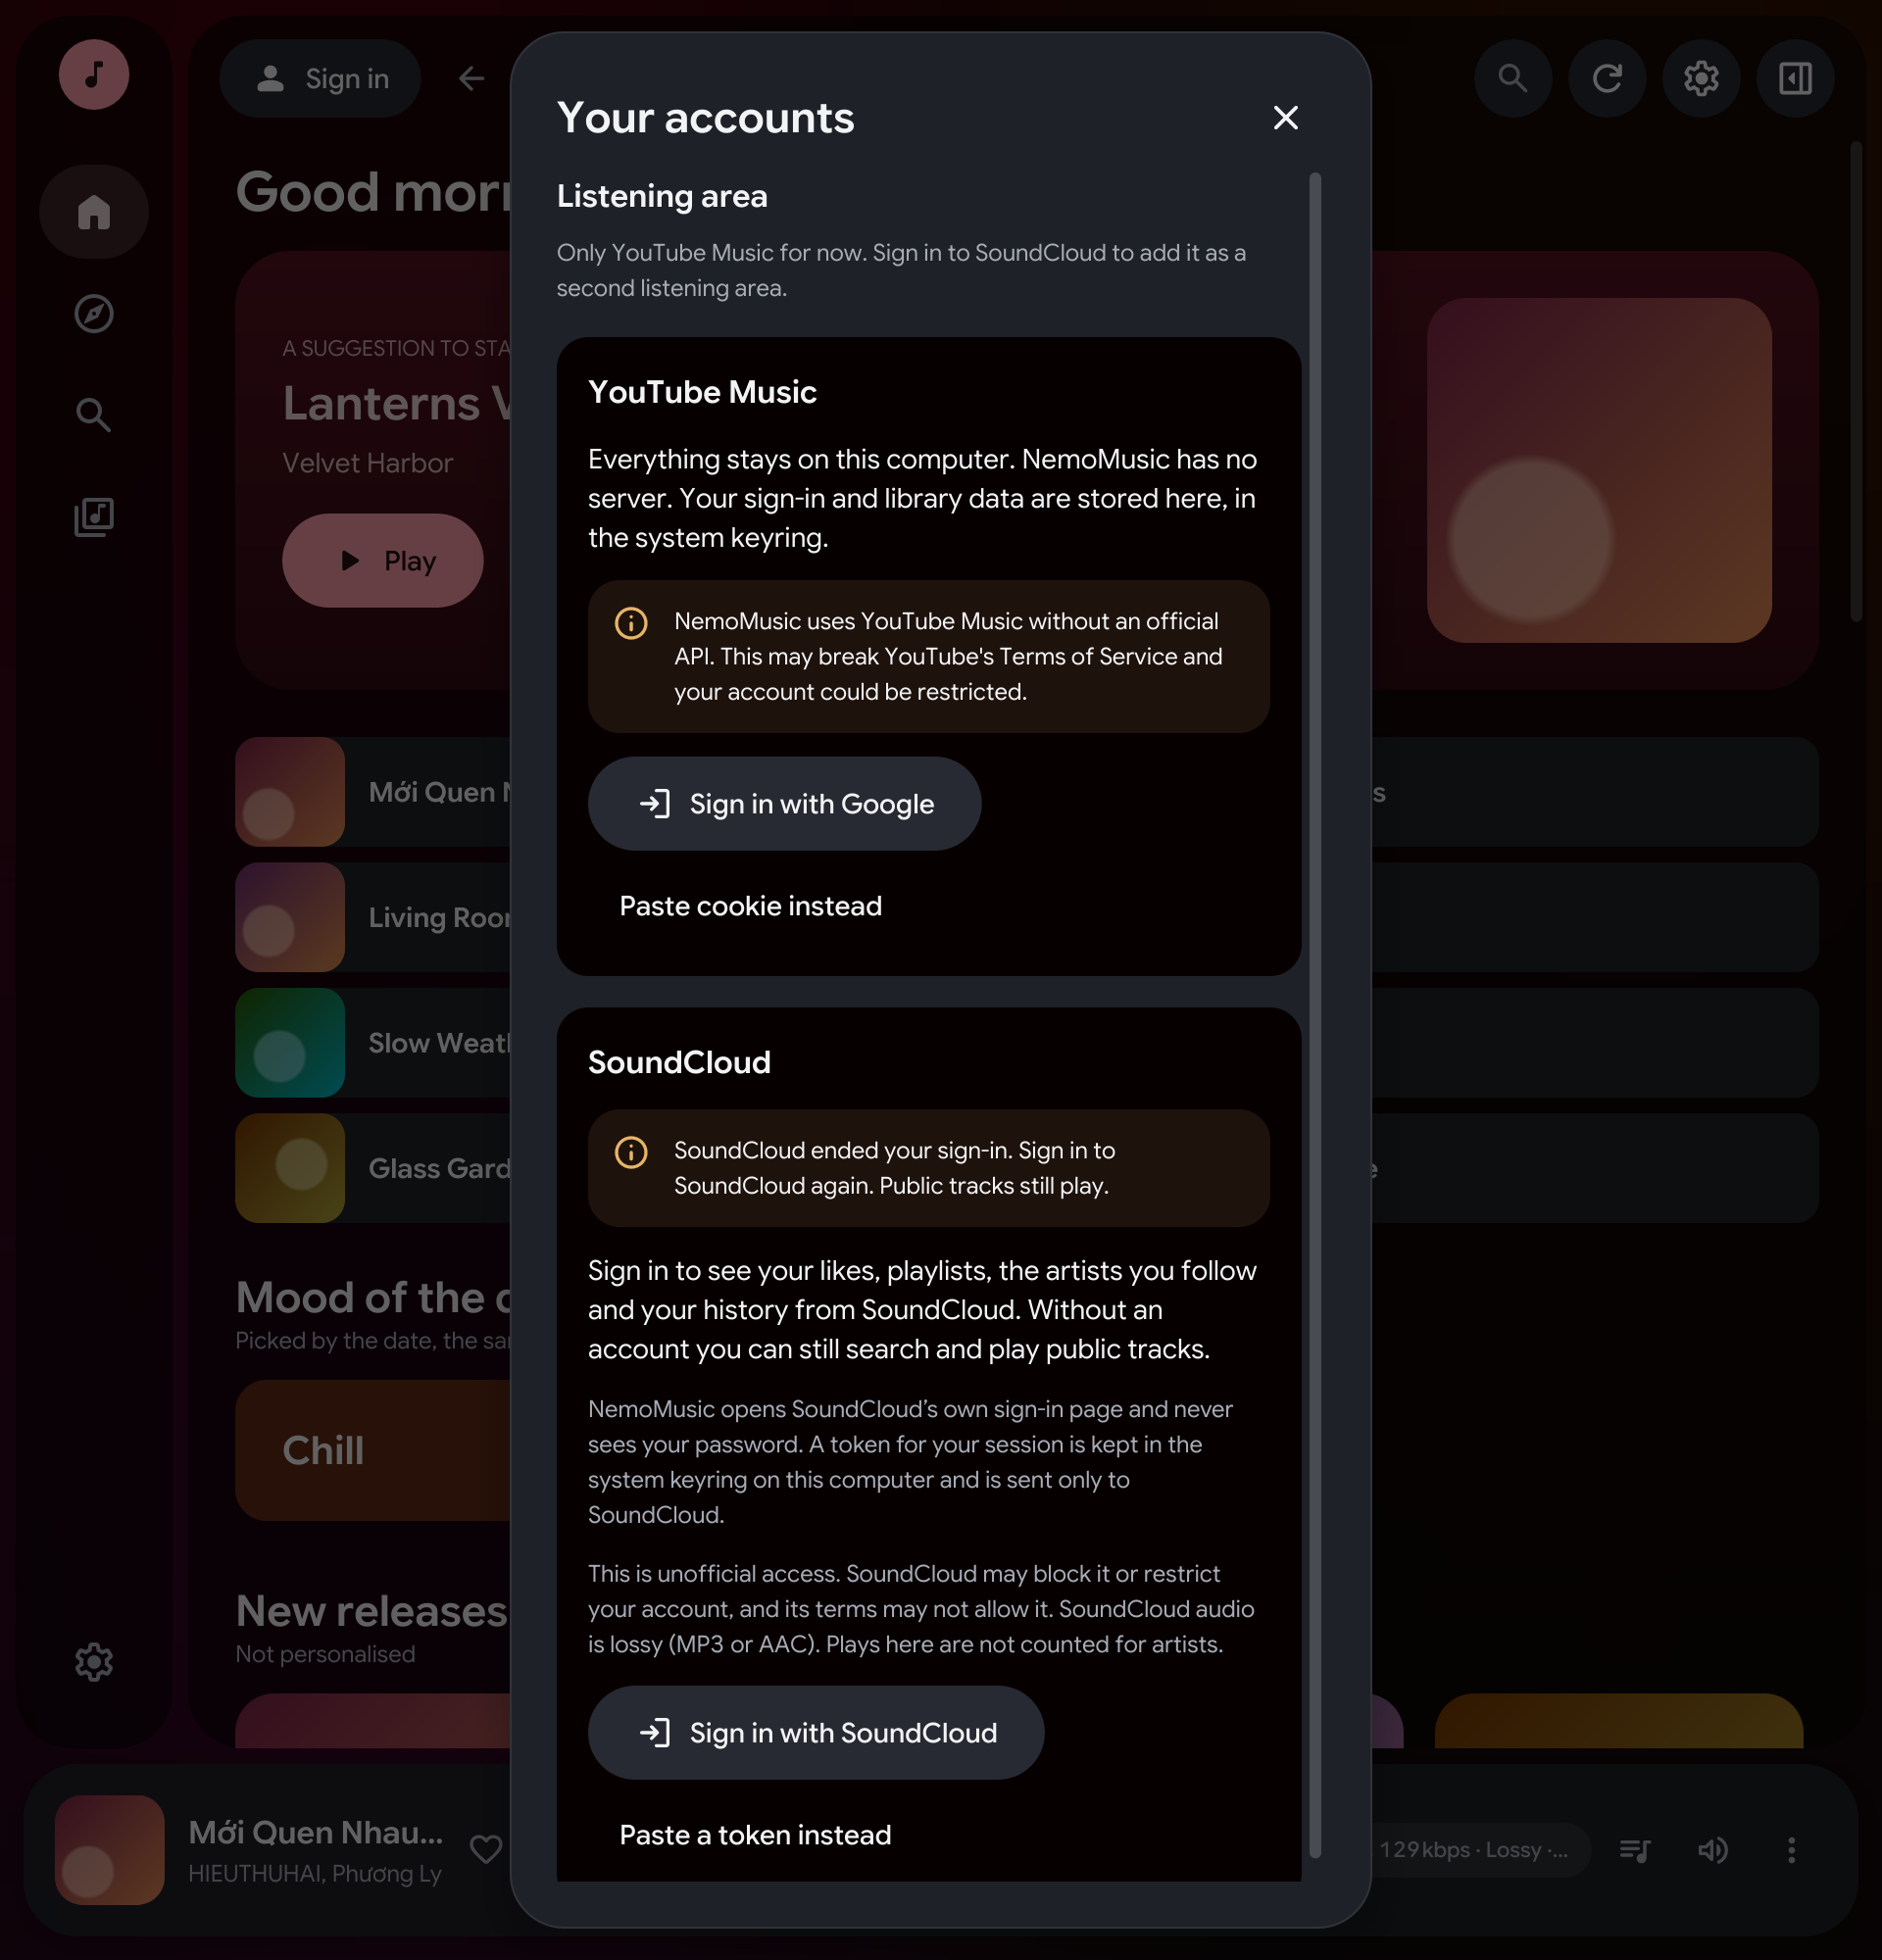 Sign in
Good morn
A SUGGESTION TO STA
Lanterns V
Velvet Harbor
Play
Mới Quen N
Living Roor
Slow Weath
Glass Gard
s
e
Mood of the d
Picked by the date, the sar
Chill
New releases
Not personalised
Your accounts
Listening area
Only YouTube Music for now. Sign in to SoundCloud to add it as a
second listening area.
YouTube Music
Everything stays on this computer. NemoMusic has no
server. Your sign-in and library data are stored here, in
the system keyring.
NemoMusic uses YouTube Music without an official
API. This may break YouTube's Terms of Service and
your account could be restricted.
Sign in with Google
Paste cookie instead
SoundCloud
SoundCloud ended your sign-in. Sign in to
SoundCloud again. Public tracks still play.
Sign in to see your likes, playlists, the artists you follow
and your history from SoundCloud. Without an
account you can still search and play public tracks.
NemoMusic opens SoundCloud’s own sign-in page and never
sees your password. A token for your session is kept in the
system keyring on this computer and is sent only to
SoundCloud.
This is unofficial access. SoundCloud may block it or restrict
your account, and its terms may not allow it. SoundCloud audio
is lossy (MP3 or AAC). Plays here are not counted for artists.
Sign in with SoundCloud
Paste a token instead
Mới Quen Nhau...
HIEUTHUHAI, Phương Ly
129 kbps · Lossy ·...